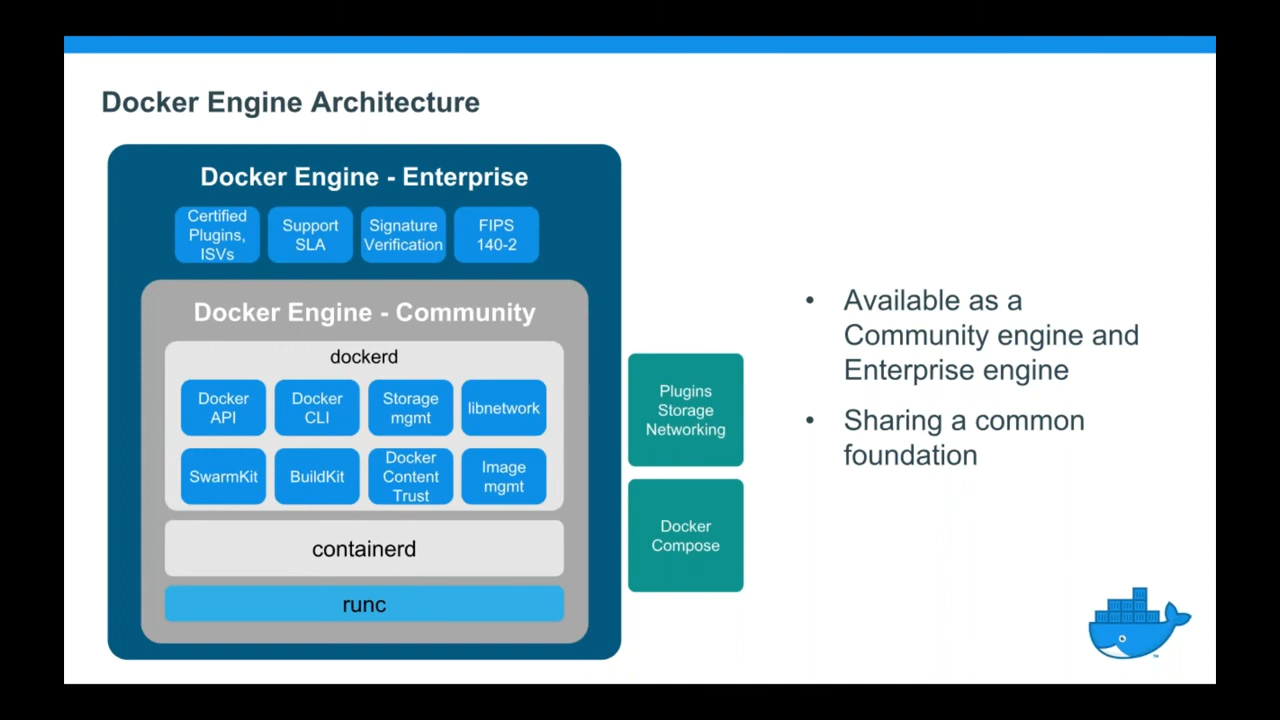 Docker Engine Architecture
Docker Engine - Enterprise
Certified
Plugins,
ISVs
Support
SLA
Signature
Verification
FIPS
140-2
Docker Engine - Community
dockerd
Docker
API
Docker
CLI
Storage
mgmt
libnetwork
SwarmKit
BuildKit
Docker
Content
Trust
Image
mgmt
containerd
runc
Plugins
Storage
Networking
Docker
Compose
• Available as a
Community engine and
Enterprise engine
• Sharing a common
foundation
™